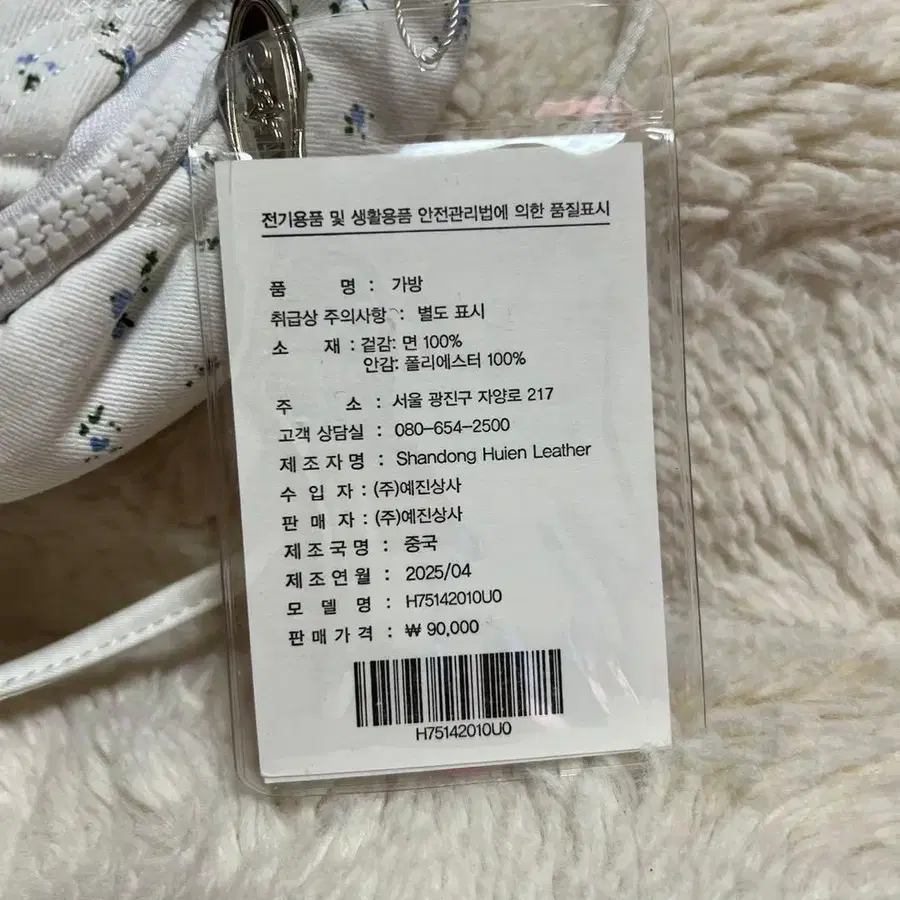 전기용품 및 생활용품 안전관리법에 의한 품질표시
품 명 : 가방
취급상 주의사항 : 별도 표시
소 재 : 겉감: 면 100%
안감: 폴리에스터 100%
주 소 : 서울 광진구 자양로 217
고객 상담실 : 080-654-2500
제조자명 : Shandong Huien Leather
수 입 자 : (주)예진상사
판 매 자 : (주)예진상사
제조국명 : 중국
제조연월 : 2025/04
모 델 명 : H75142010U0
판매가격 : ₩ 90,000
H75142010U0